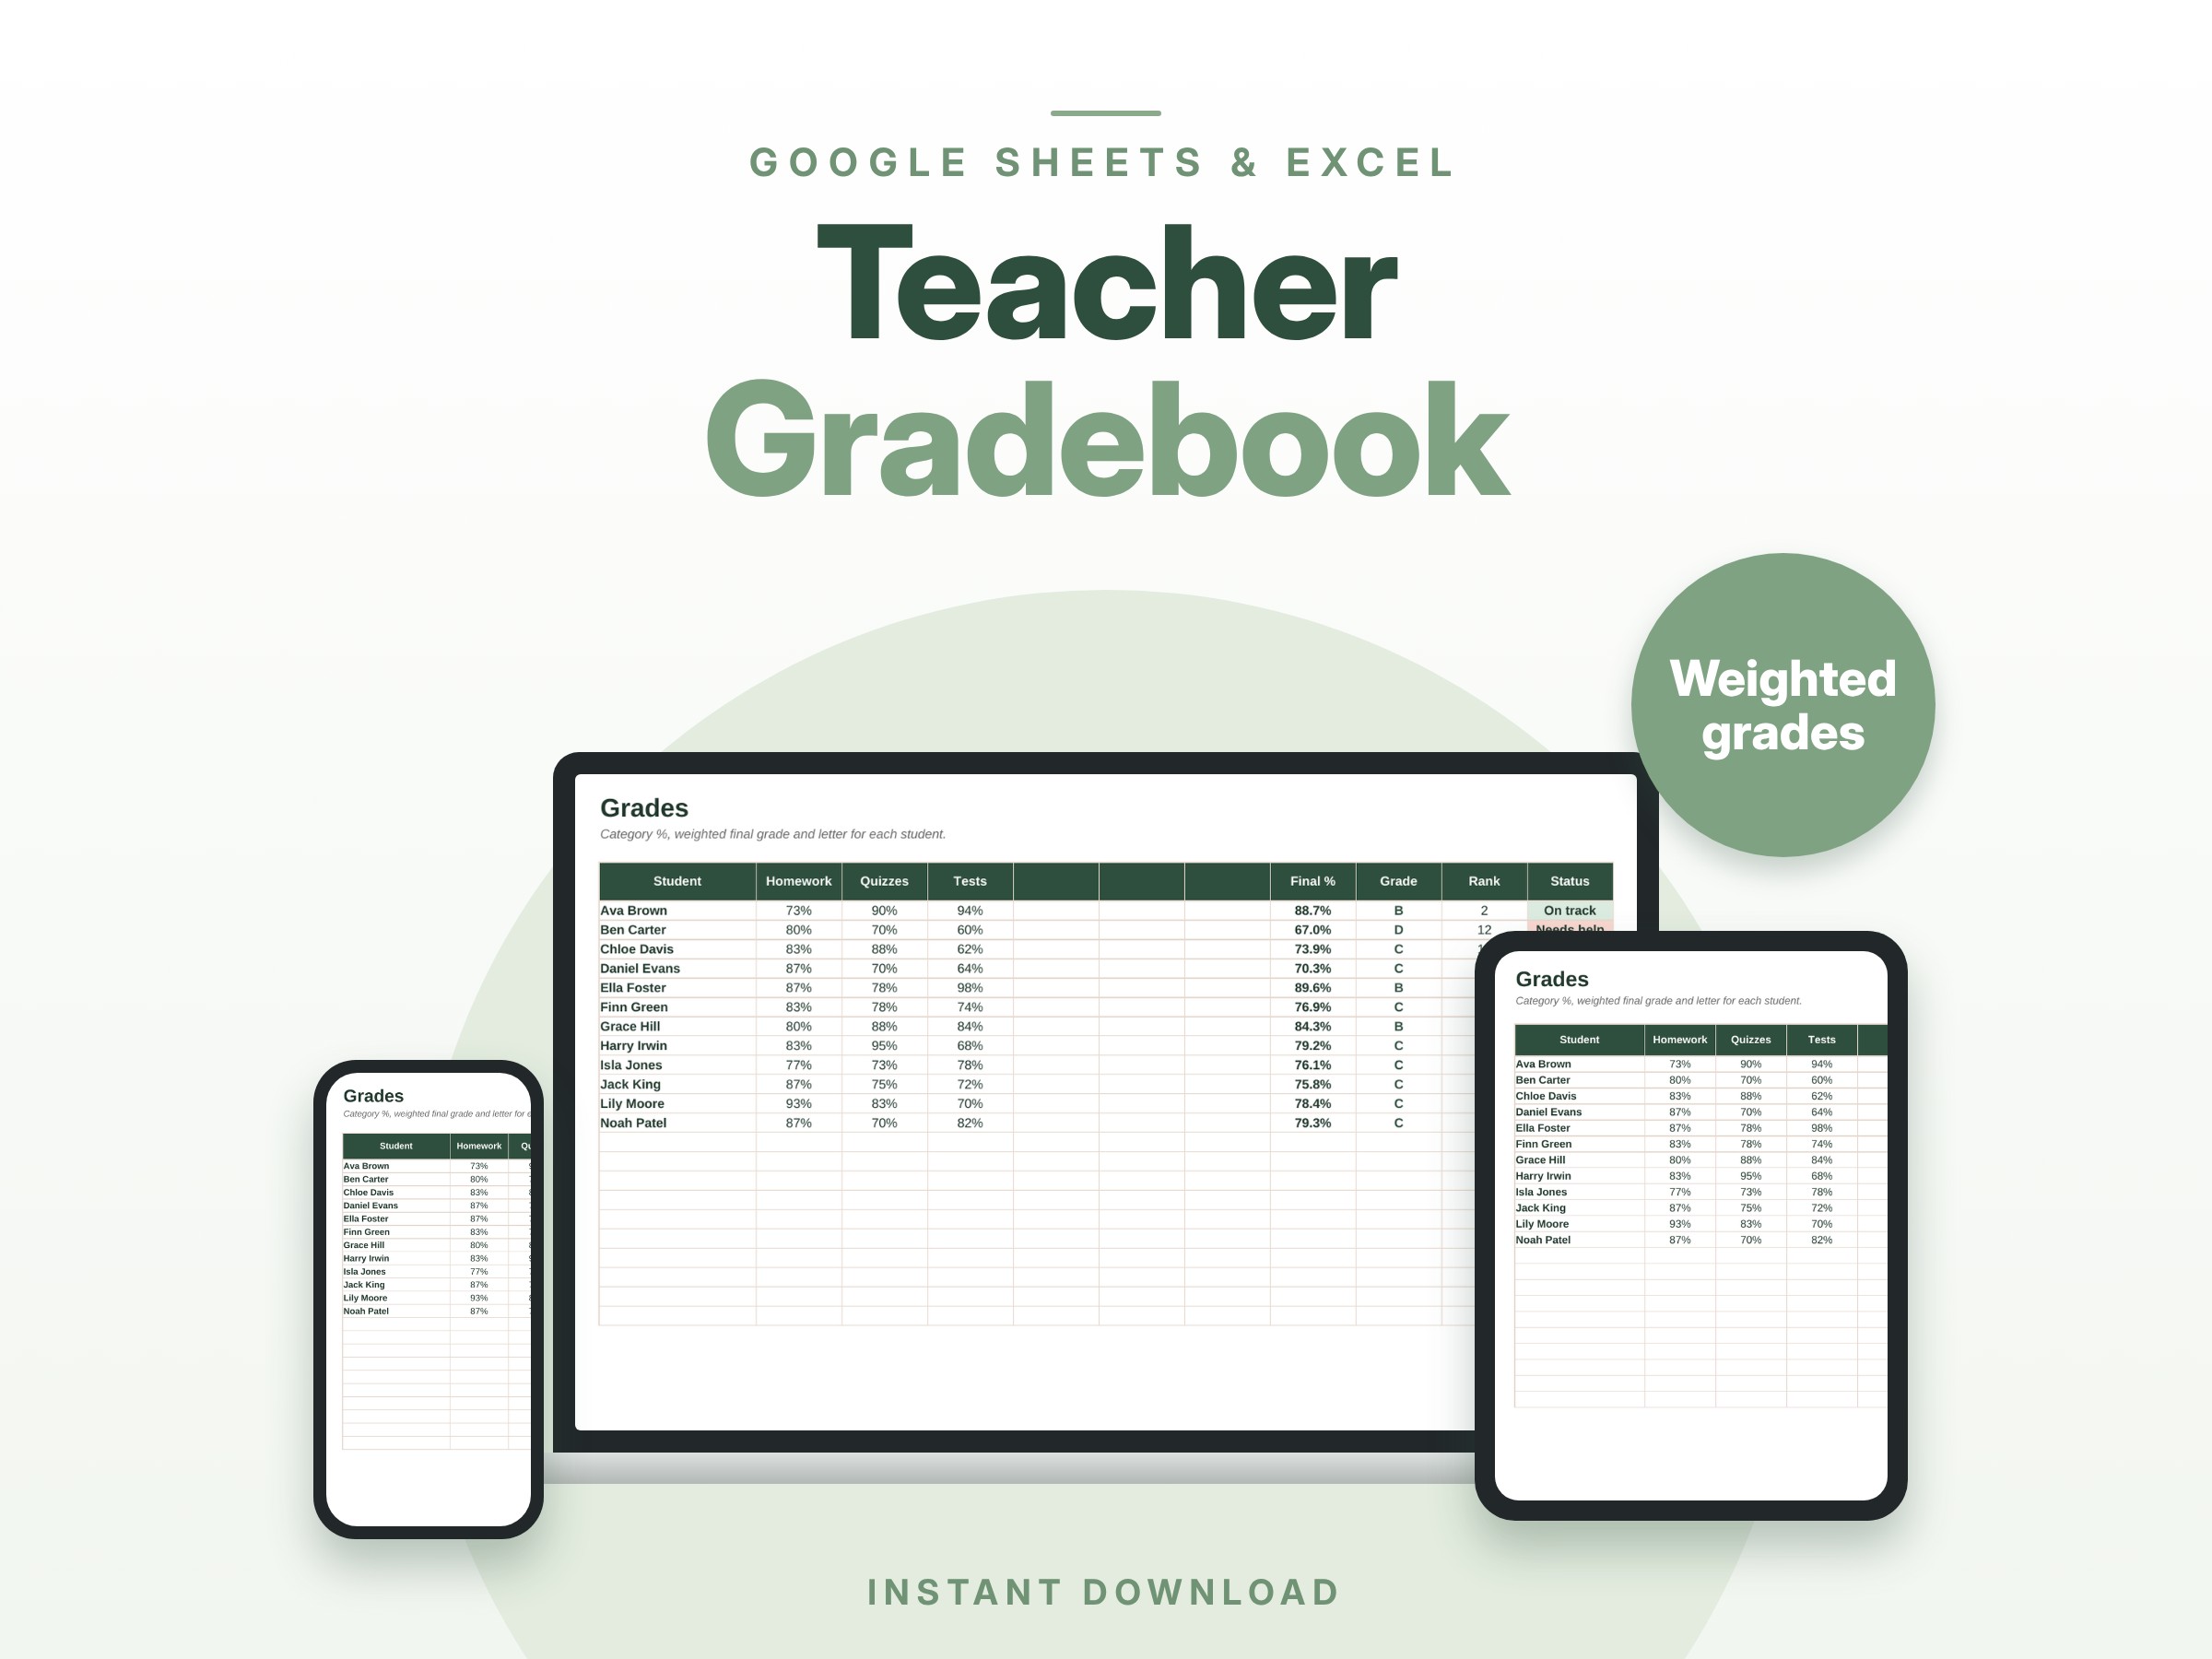 GOOGLE SHEETS & EXCEL
Teacher
Gradebook
Weighted
grades
Grades
Category %, weighted final grade and letter for each student.
Student Homework Quizzes Tests Final % Grade Rank Status
Ava Brown 73% 90% 94% 88.7% B 2 On track
Ben Carter 80% 70% 60% 67.0% D 12 Needs help
Chloe Davis 83% 88% 62% 73.9% C
Daniel Evans 87% 70% 64% 70.3% C
Ella Foster 87% 78% 98% 89.6% B
Finn Green 83% 78% 74% 76.9% C
Grace Hill 80% 88% 84% 84.3% B
Harry Irwin 83% 95% 68% 79.2% C
Isla Jones 77% 73% 78% 76.1% C
Jack King 87% 75% 72% 75.8% C
Lily Moore 93% 83% 70% 78.4% C
Noah Patel 87% 70% 82% 79.3% C
Grades
Category %, weighted final grade and letter for each student.
Student Homework Quizzes Tests
Ava Brown 73% 90% 94%
Ben Carter 80% 70% 60%
Chloe Davis 83% 88% 62%
Daniel Evans 87% 70% 64%
Ella Foster 87% 78% 98%
Finn Green 83% 78% 74%
Grace Hill 80% 88% 84%
Harry Irwin 83% 95% 68%
Isla Jones 77% 73% 78%
Jack King 87% 75% 72%
Lily Moore 93% 83% 70%
Noah Patel 87% 70% 82%
Grades
Category %, weighted final grade and letter for
Student Homework
Ava Brown 73%
Ben Carter 80%
Chloe Davis 83%
Daniel Evans 87%
Ella Foster 87%
Finn Green 83%
Grace Hill 80%
Harry Irwin 83%
Isla Jones 77%
Jack King 87%
Lily Moore 93%
Noah Patel 87%
INSTANT DOWNLOAD